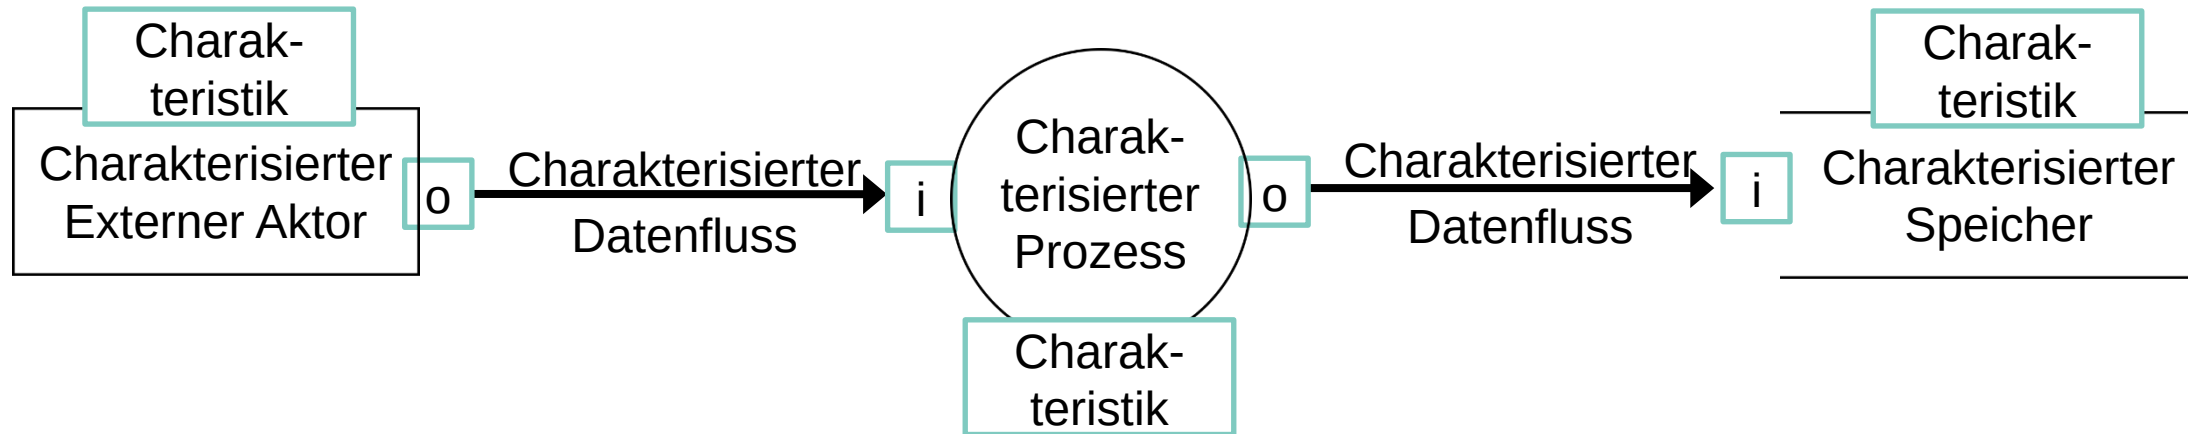 Charak-
teristik
Charakterisierter
Externer Aktor
o
Charakterisierter
Datenfluss
i
Charak-
terisierter
Prozess
Charak-
teristik
o
Charakterisierter
Datenfluss
i
Charak-
teristik
Charakterisierter
Speicher